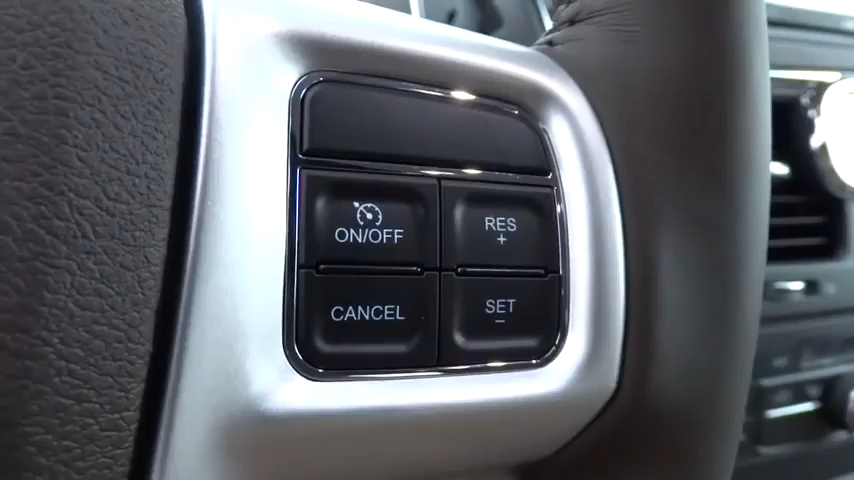 ON/OFF
RES
+
CANCEL
SET
–